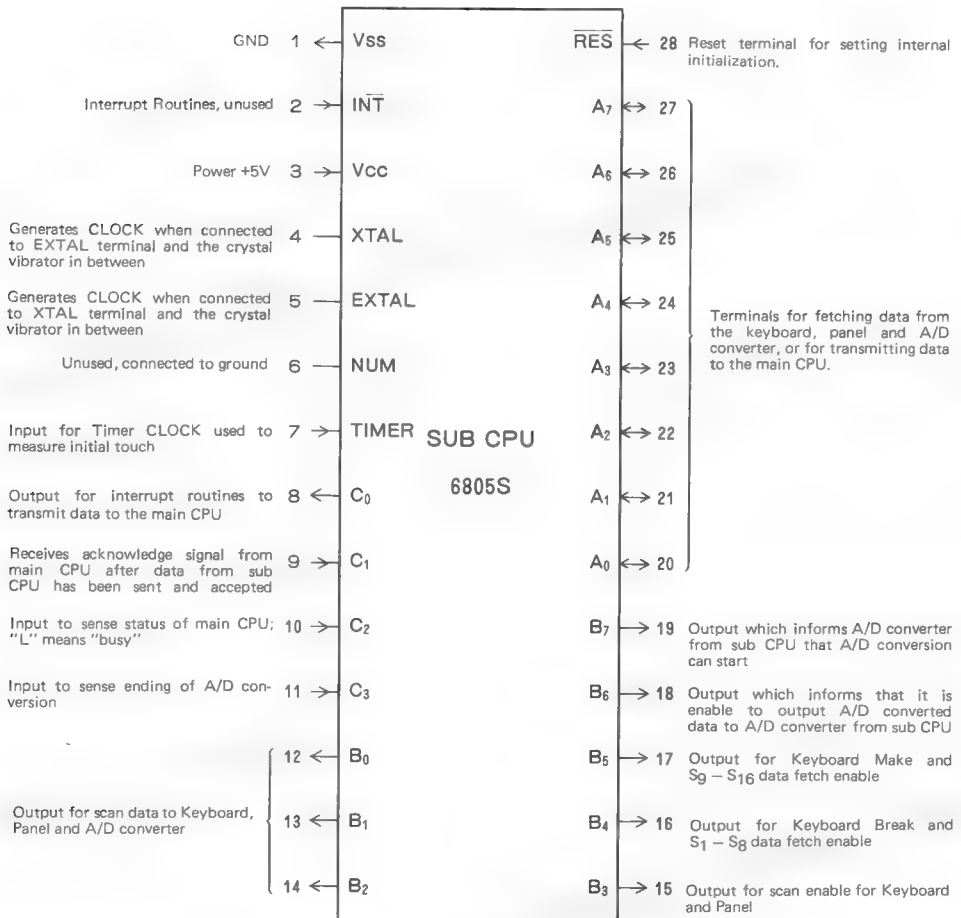 GND 1 Vss
Interrupt Routines, unused 2 INT̅
Power +5V 3 Vcc
Generates CLOCK when connected
to EXTAL terminal and the crystal
vibrator in between
4 XTAL
Generates CLOCK when connected
to XTAL terminal and the crystal
vibrator in between
5 EXTAL
Unused, connected to ground 6 NUM
Input for Timer CLOCK used to
measure initial touch
7 TIMER
Output for interrupt routines to
transmit data to the main CPU
8 C0
Receives acknowledge signal from
main CPU after data from sub
CPU has been sent and accepted
9 C1
Input to sense status of main CPU;
"L" means "busy"
10 C2
Input to sense ending of A/D con-
version
11 C3
12 B0
Output for scan data to Keyboard,
Panel and A/D converter
13 B1
14 B2
SUB CPU
6805S
R̅E̅S̅ 28 Reset terminal for setting internal
initialization.
A7 27
A6 26
A5 25
A4 24
Terminals for fetching data from
the keyboard, panel and A/D
converter, or for transmitting data
to the main CPU.
A3 23
A2 22
A1 21
A0 20
B7 19 Output which informs A/D converter
from sub CPU that A/D conversion
can start
B6 18 Output which informs that it is
enable to output A/D converted
data to A/D converter from sub CPU
B5 17 Output for Keyboard Make and
S9 – S16 data fetch enable
B4 16 Output for Keyboard Break and
S1 – S8 data fetch enable
B3 15 Output for scan enable for Keyboard
and Panel